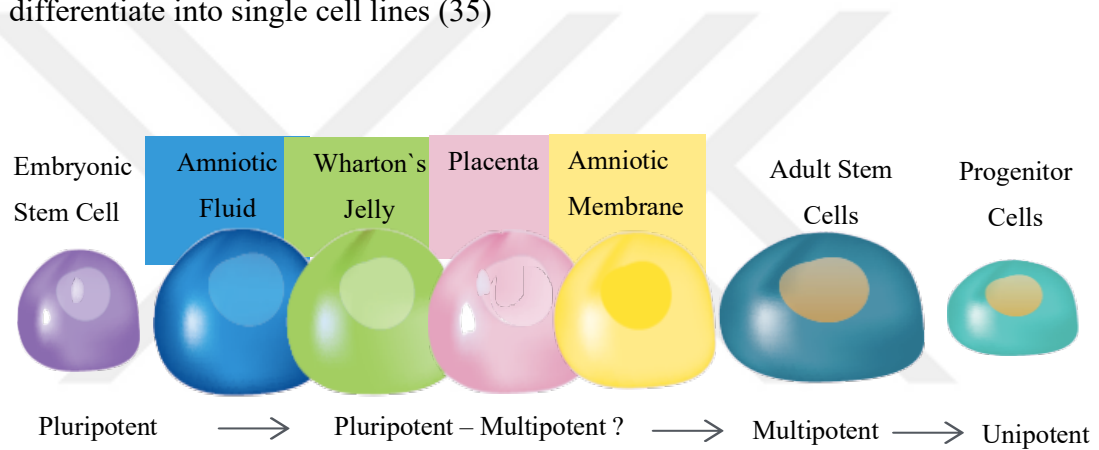 differentiate into single cell lines (35)
Embryonic
Stem Cell
Amniotic
Fluid
Wharton`s
Jelly
Placenta
Amniotic
Membrane
Adult Stem
Cells
Progenitor
Cells
Pluripotent
Pluripotent – Multipotent ?
Multipotent
Unipotent